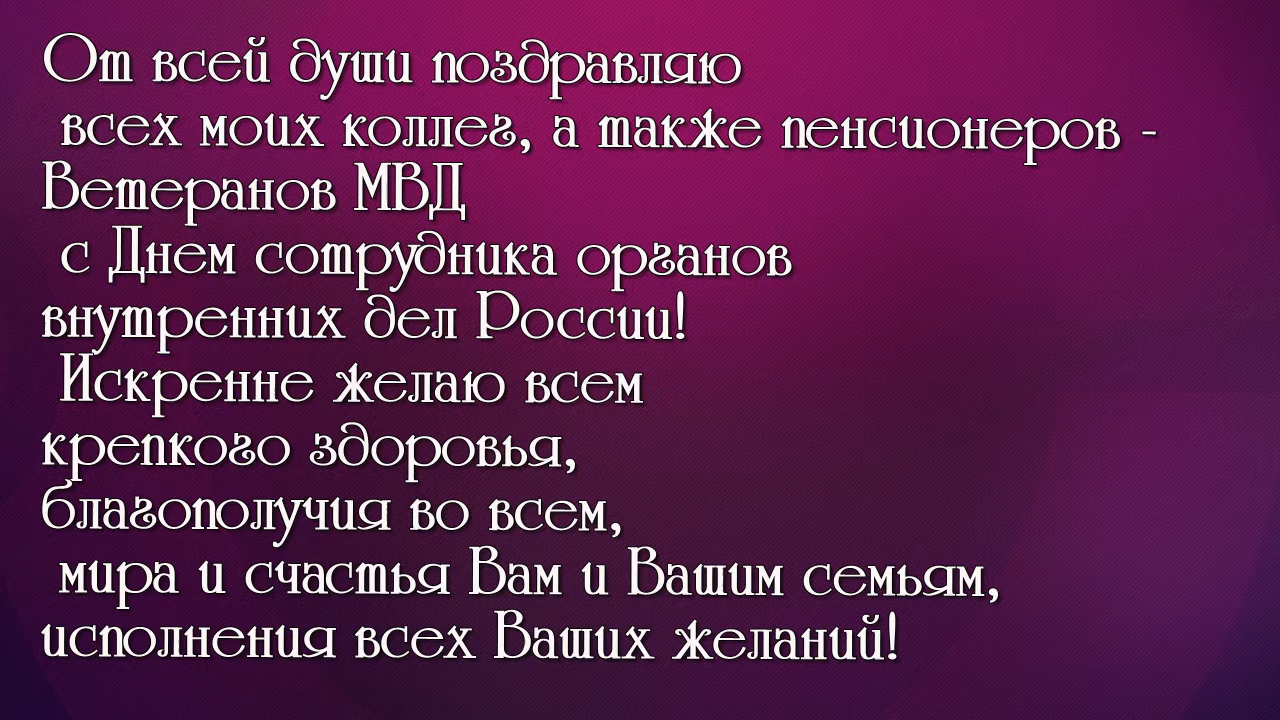 От всей души поздравляю
всех моих коллег, а также пенсионеров -
Ветеранов МВД
с Днем сотрудника органов
внутренних дел России!
Искренне желаю всем
крепкого здоровья,
благополучия во всем,
мира и счастья Вам и Вашим семьям,
исполнения всех Ваших желаний!